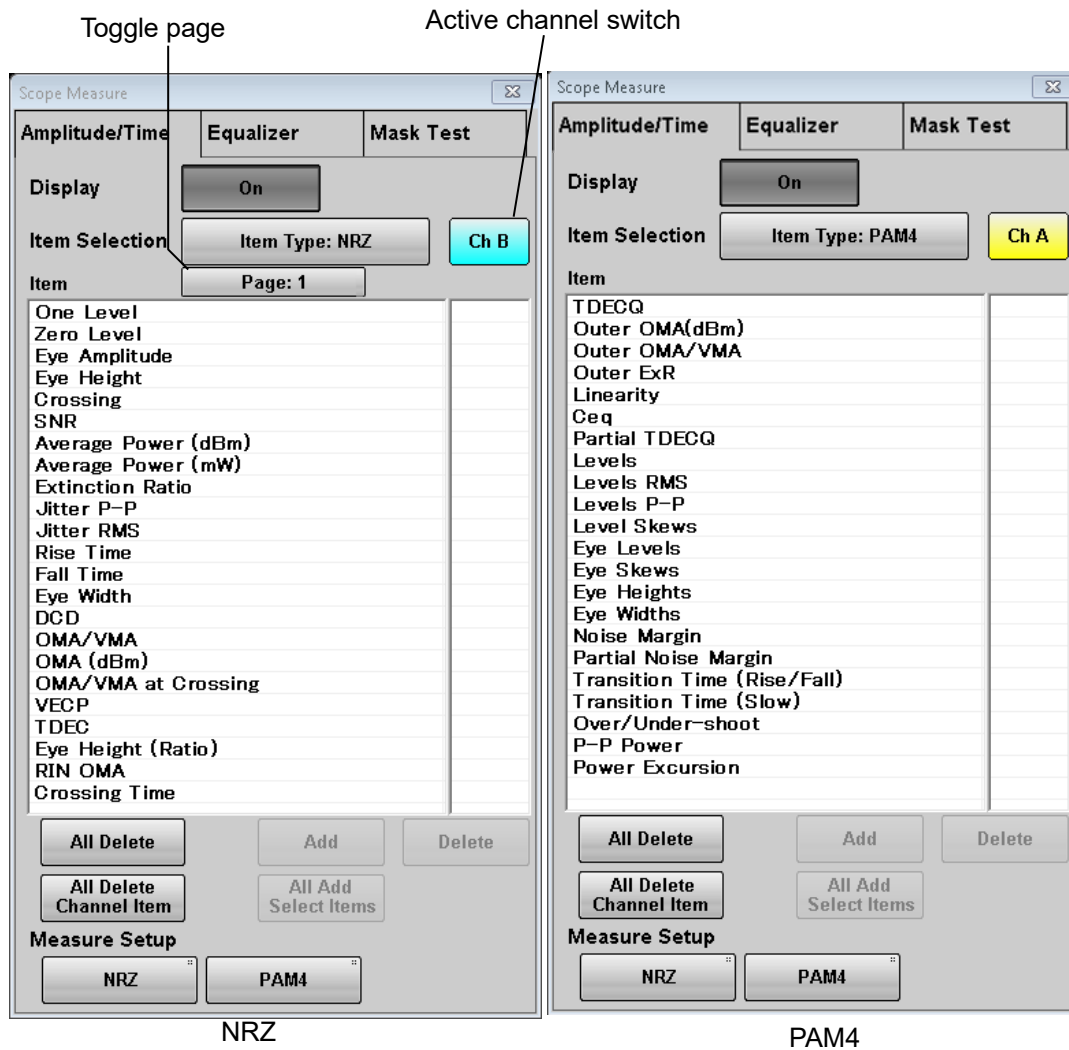 Toggle page
Active channel switch
Scope Measure
Amplitude/Time Equalizer Mask Test
Display On
Item Selection Item Type: NRZ Ch B
Item Page: 1
One Level
Zero Level
Eye Amplitude
Eye Height
Crossing
SNR
Average Power (dBm)
Average Power (mW)
Extinction Ratio
Jitter P-P
Jitter RMS
Rise Time
Fall Time
Eye Width
DCD
OMA/VMA
OMA (dBm)
OMA/VMA at Crossing
VECP
TDEC
Eye Height (Ratio)
RIN OMA
Crossing Time
All Delete Add Delete
All Delete
Channel Item
All Add
Select Items
Measure Setup
NRZ PAM4
NRZ
Scope Measure
Amplitude/Time Equalizer Mask Test
Display On
Item Selection Item Type: PAM4 Ch A
Item
TDECQ
Outer OMA(dBm)
Outer OMA/VMA
Outer ExR
Linearity
Ceq
Partial TDECQ
Levels
Levels RMS
Levels P-P
Level Skews
Eye Levels
Eye Skews
Eye Heights
Eye Widths
Noise Margin
Partial Noise Margin
Transition Time (Rise/Fall)
Transition Time (Slow)
Over/Under-shoot
P-P Power
Power Excursion
All Delete Add Delete
All Delete
Channel Item
All Add
Select Items
Measure Setup
NRZ PAM4
PAM4